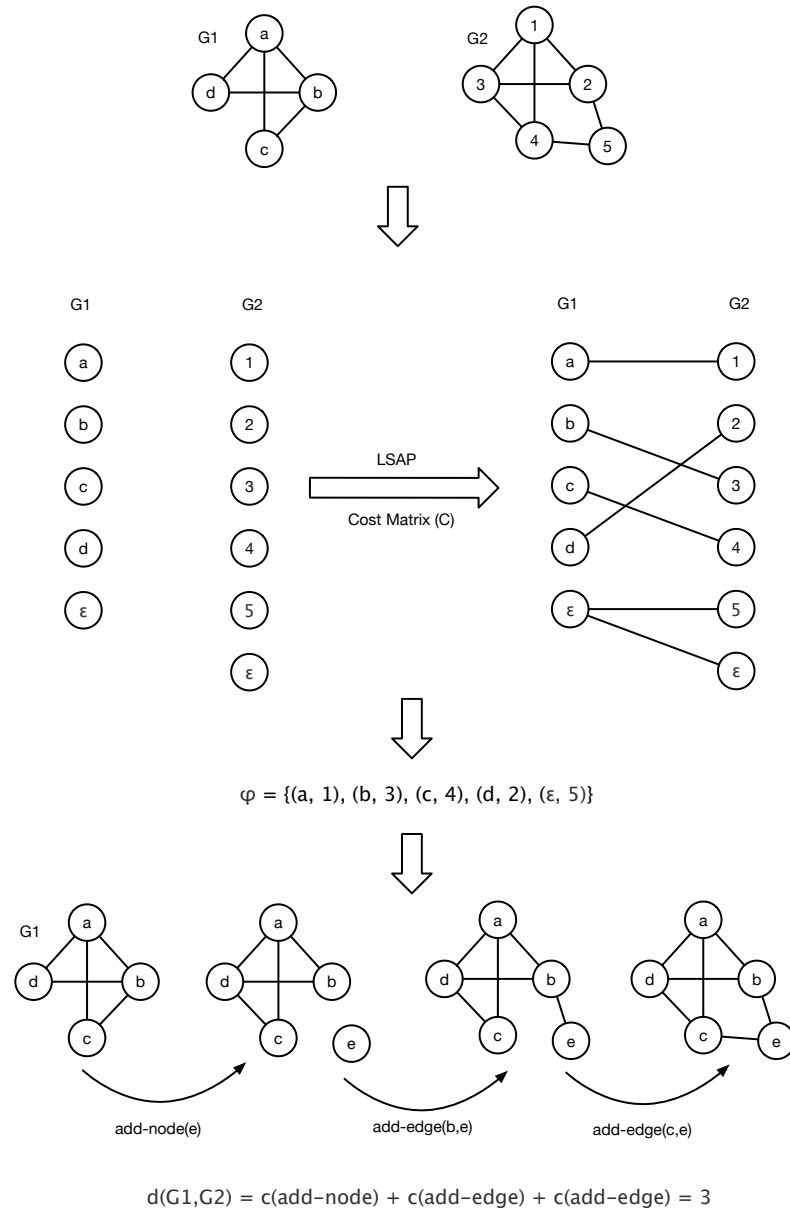 G1
a
d
b
c
G2
1
3
2
4
5
G1
G2
a
1
b
2
c
3
d
4
ε
5
ε
LSAP
Cost Matrix (C)
G1
G2
a
1
b
2
c
3
d
4
ε
5
ε
φ = {(a, 1), (b, 3), (c, 4), (d, 2), (ε, 5)}
G1
a
d
b
c
a
d
b
c
e
a
d
b
c
e
a
d
b
c
e
add-node(e)
add-edge(b,e)
add-edge(c,e)
d(G1,G2) = c(add-node) + c(add-edge) + c(add-edge) = 3